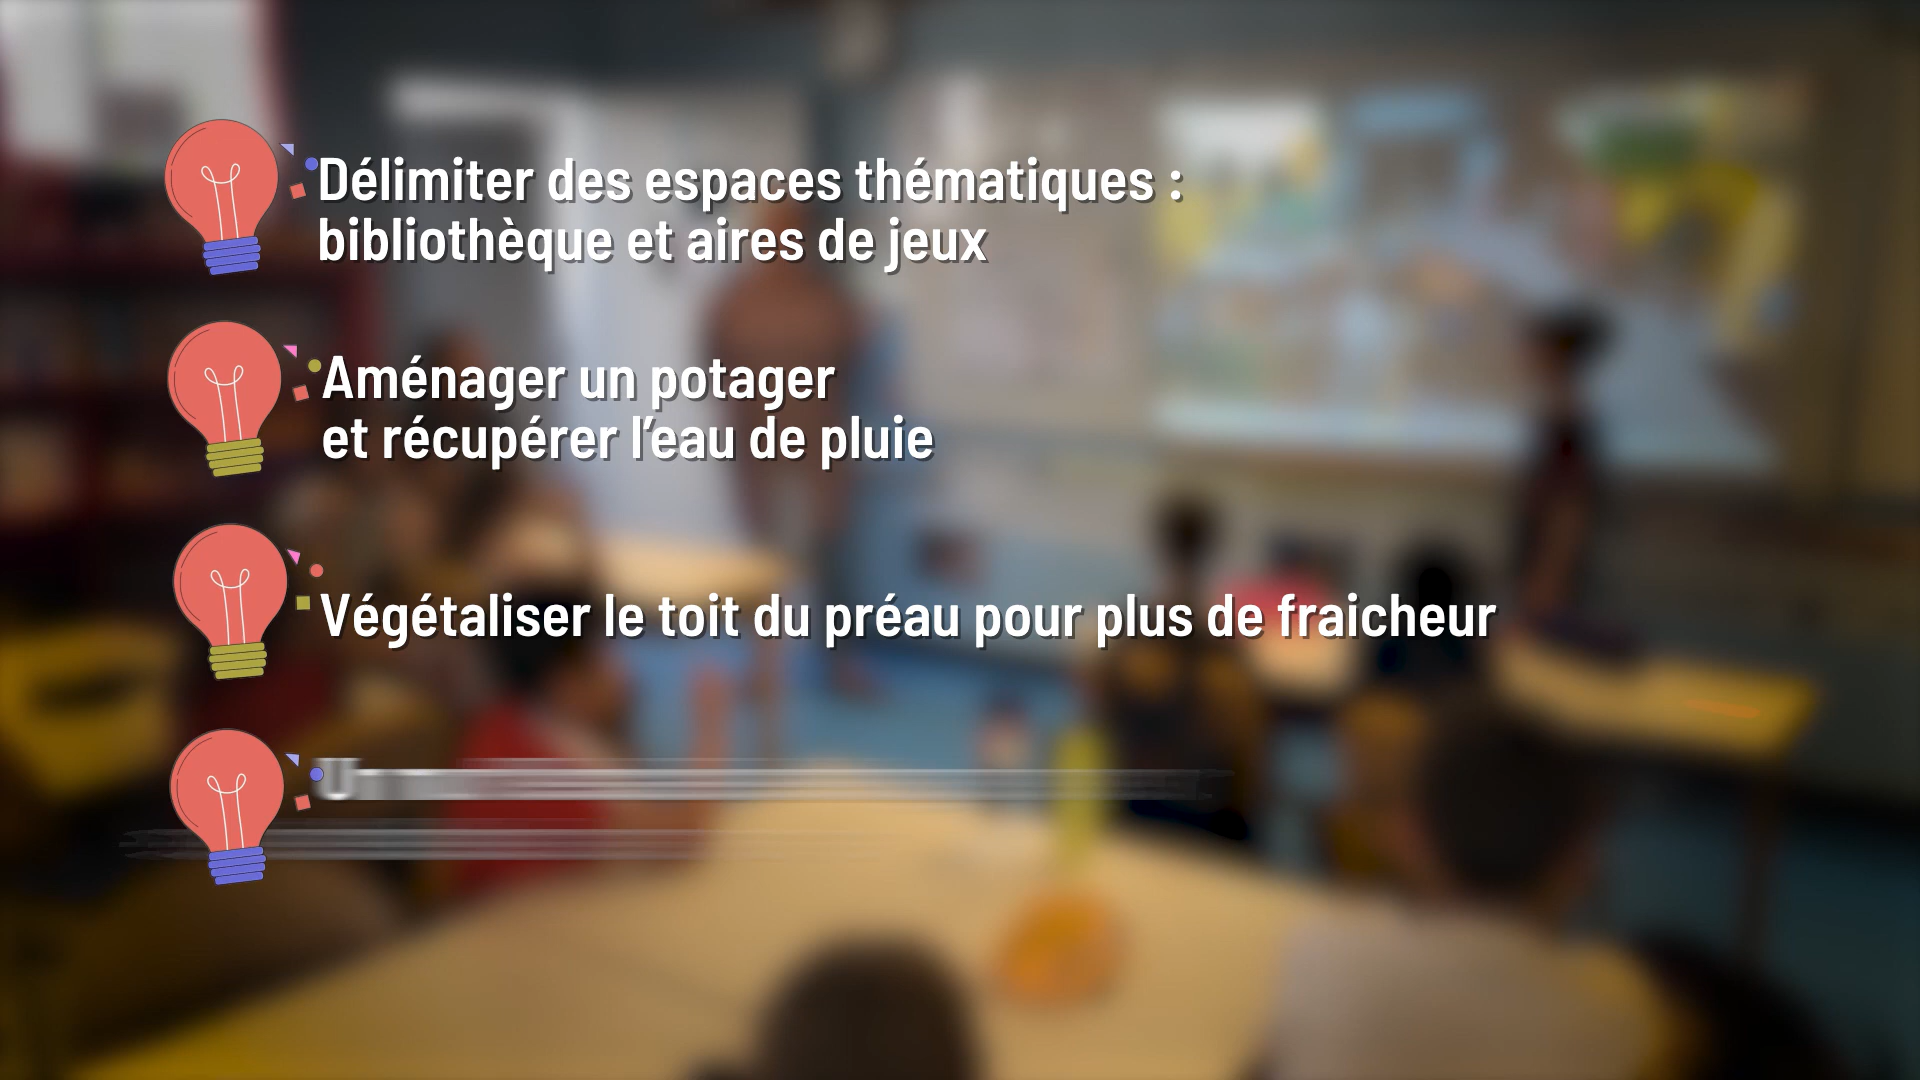 Délimiter des espaces thématiques :
bibliothèque et aires de jeux
Aménager un potager
et récupérer l'eau de pluie
Végétaliser le toit du préau pour plus de fraicheur